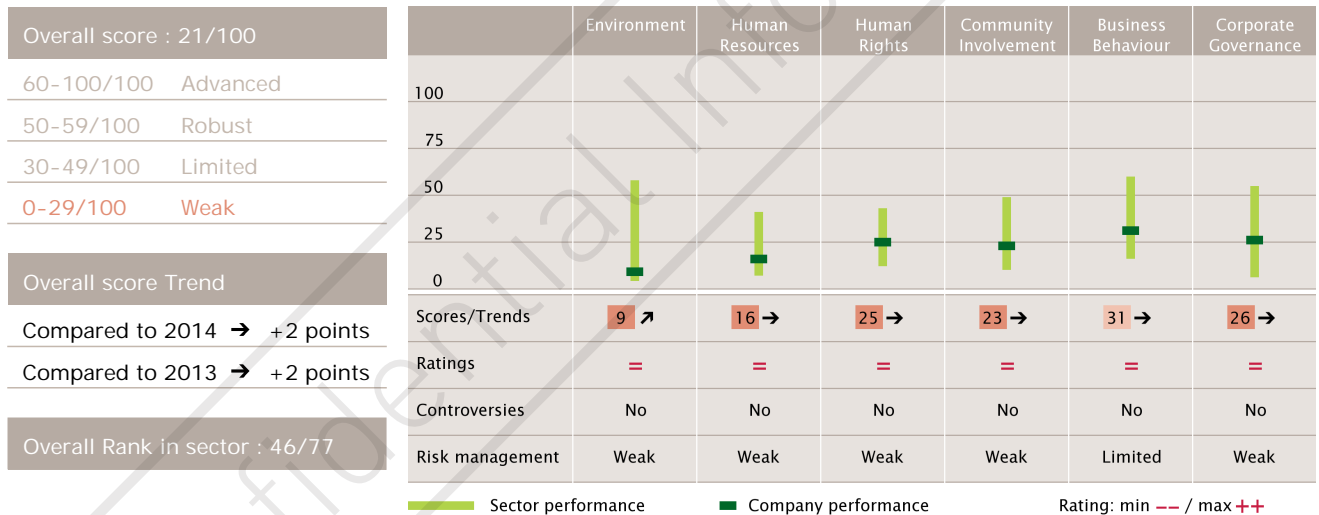 Overall score : 21/100
60-100/100 Advanced
50-59/100 Robust
30-49/100 Limited
0-29/100 Weak
Overall score Trend
Compared to 2014 ➔ +2 points
Compared to 2013 ➔ +2 points
Overall Rank in sector : 46/77
Environment
Human
Resources
Human
Rights
Community
Involvement
Business
Behaviour
Corporate
Governance
100
75
50
25
0
Scores/Trends 9 ➚ 16 ➔ 25 ➔ 23 ➔ 31 ➔ 26 ➔
Ratings = = = = = =
Controversies No No No No No No
Risk management Weak Weak Weak Weak Limited Weak
Sector performance Company performance Rating: min -- / max ++
fidential Inf